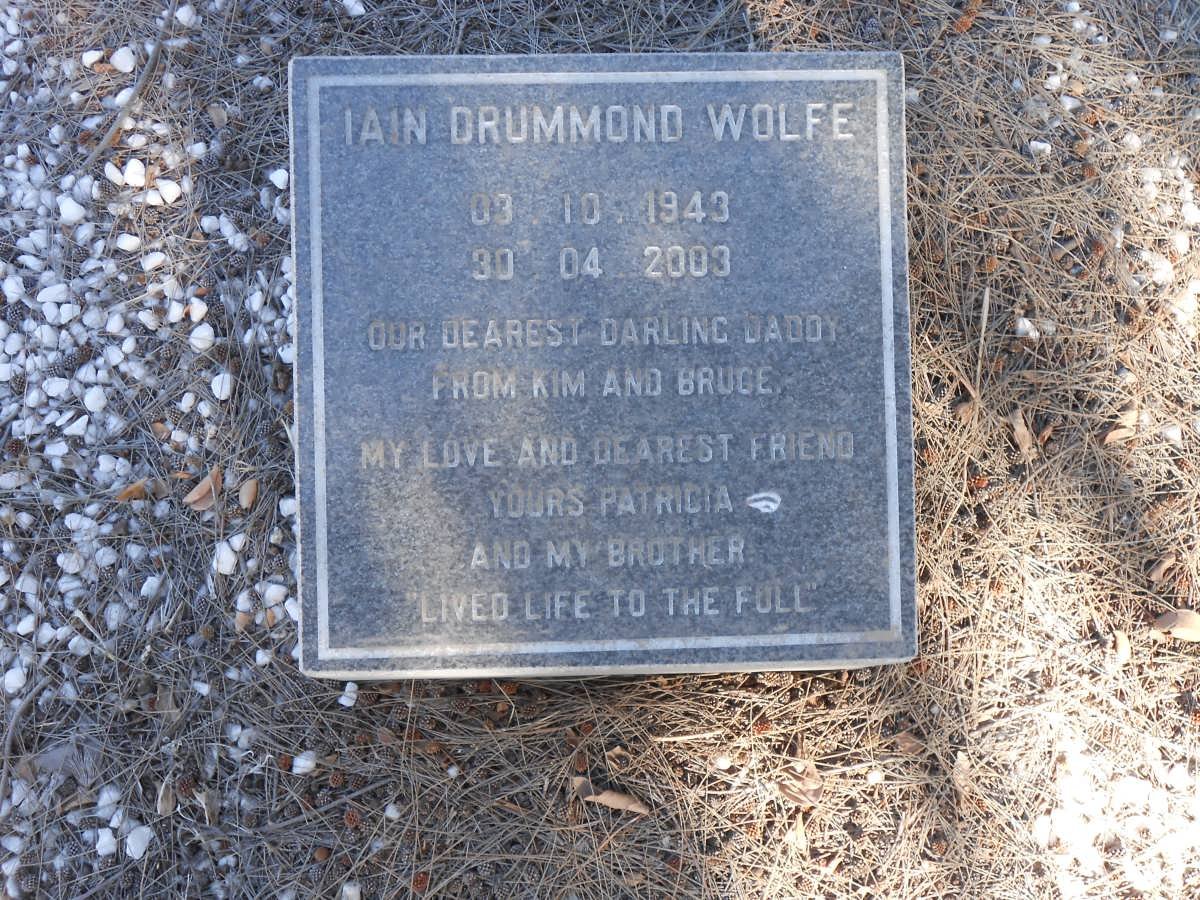 IAIN DRUMMOND WOLFE
03 . 10 . 1943
30 . 04 . 2003
OUR DEAREST DARLING DADDY
FROM KIM AND BRUCE,
MY LOVE AND DEAREST FRIEND
YOURS PATRICIA
AND MY BROTHER
"LIVED LIFE TO THE FULL"